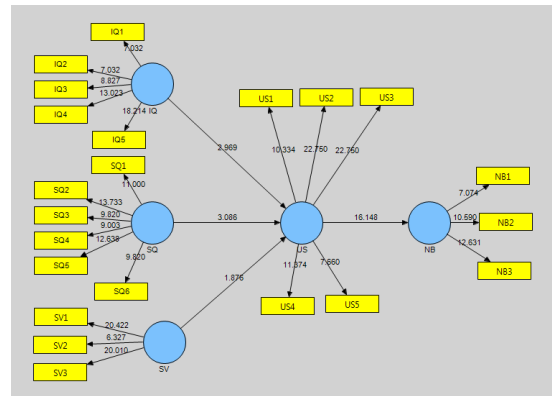 IQ1
7.032
IQ2
7.032
IQ3
8.827
IQ4
13.023
IQ
18.214
IQ5
SQ1
11.000
SQ2
13.733
SQ3
9.820
SQ4
9.003
SQ5
12.638
SQ
9.820
SQ6
SV1
20.422
SV2
6.327
SV3
20.010
SV
2.969
3.086
1.876
US1
US2
US3
10.334
22.750
22.750
US
11.374
7.660
US4
US5
16.148
NB
7.074
NB1
10.590
NB2
12.631
NB3